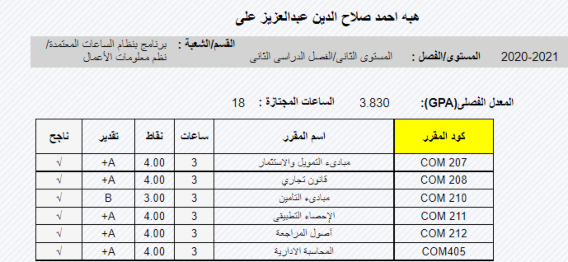 هبه احمد صلاح الدين عبدالعزيز على
القسم/الشعبة : برنامج بنظام الساعات المعتمدة/
نظم معلومات الأعمال
المستوى/الفصل : المستوى الثانى/الفصل الدراسى الثانى 2020-2021
المعدل الفصلى(GPA): 3.830 الساعات المجتازة : 18
كود المقرر اسم المقرر ساعات نقاط تقدير ناجح
COM 207 مبادىء التمويل والاستثمار 3 4.00 +A √
COM 208 قانون تجاري 3 4.00 +A √
COM 210 مبادىء التامين 3 3.00 B √
COM 211 الإحصاء التطبيقى 3 4.00 +A √
COM 212 أصول المراجعة 3 4.00 +A √
COM405 المحاسبة الادارية 3 4.00 +A √